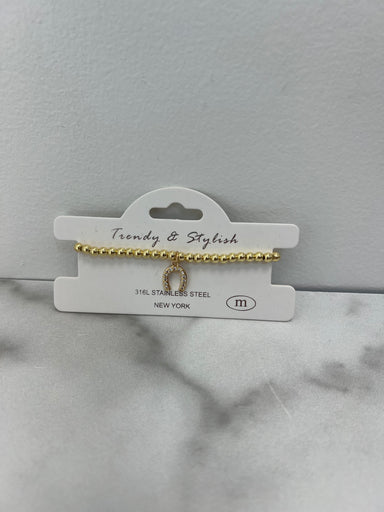 Trendy & Stylish
316L STAINLESS STEEL
NEW YORK
m